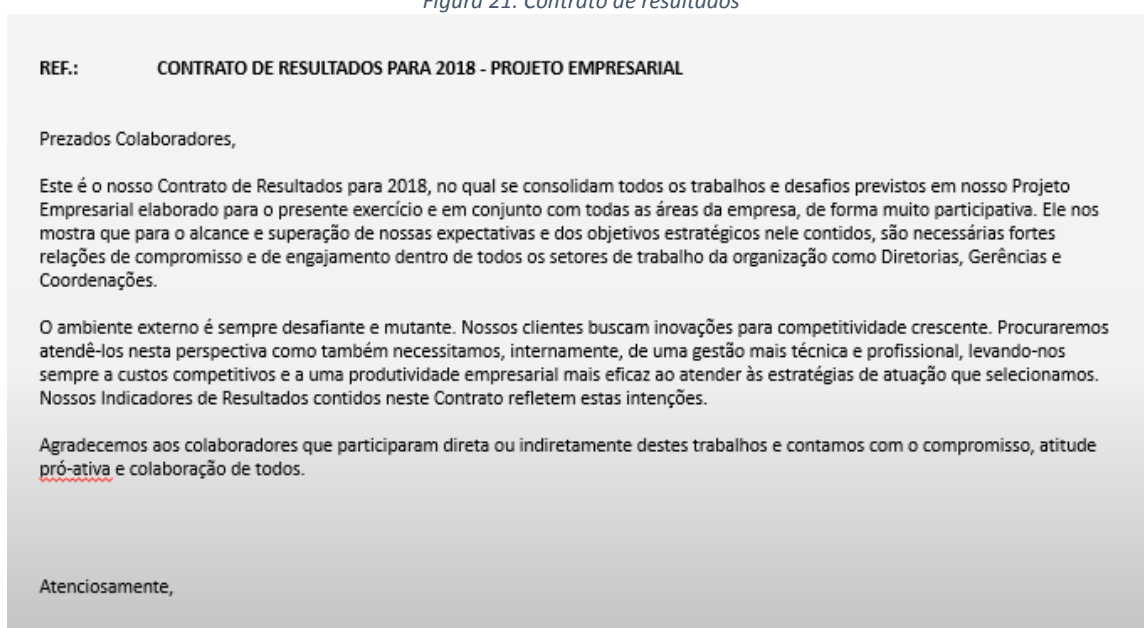 Figura 21. Contrato de resultados
REF.: CONTRATO DE RESULTADOS PARA 2018 - PROJETO EMPRESARIAL
Prezados Colaboradores,
Este é o nosso Contrato de Resultados para 2018, no qual se consolidam todos os trabalhos e desafios previstos em nosso Projeto
Empresarial elaborado para o presente exercício e em conjunto com todas as áreas da empresa, de forma muito participativa. Ele nos
mostra que para o alcance e superação de nossas expectativas e dos objetivos estratégicos nele contidos, são necessárias fortes
relações de compromisso e de engajamento dentro de todos os setores de trabalho da organização como Diretorias, Gerências e
Coordenações.
O ambiente externo é sempre desafiante e mutante. Nossos clientes buscam inovações para competitividade crescente. Procuraremos
atendê-los nesta perspectiva como também necessitamos, internamente, de uma gestão mais técnica e profissional, levando-nos
sempre a custos competitivos e a uma produtividade empresarial mais eficaz ao atender às estratégias de atuação que selecionamos.
Nossos Indicadores de Resultados contidos neste Contrato refletem estas intenções.
Agradecemos aos colaboradores que participaram direta ou indiretamente destes trabalhos e contamos com o compromisso, atitude
pró-ativa e colaboração de todos.
Atenciosamente,